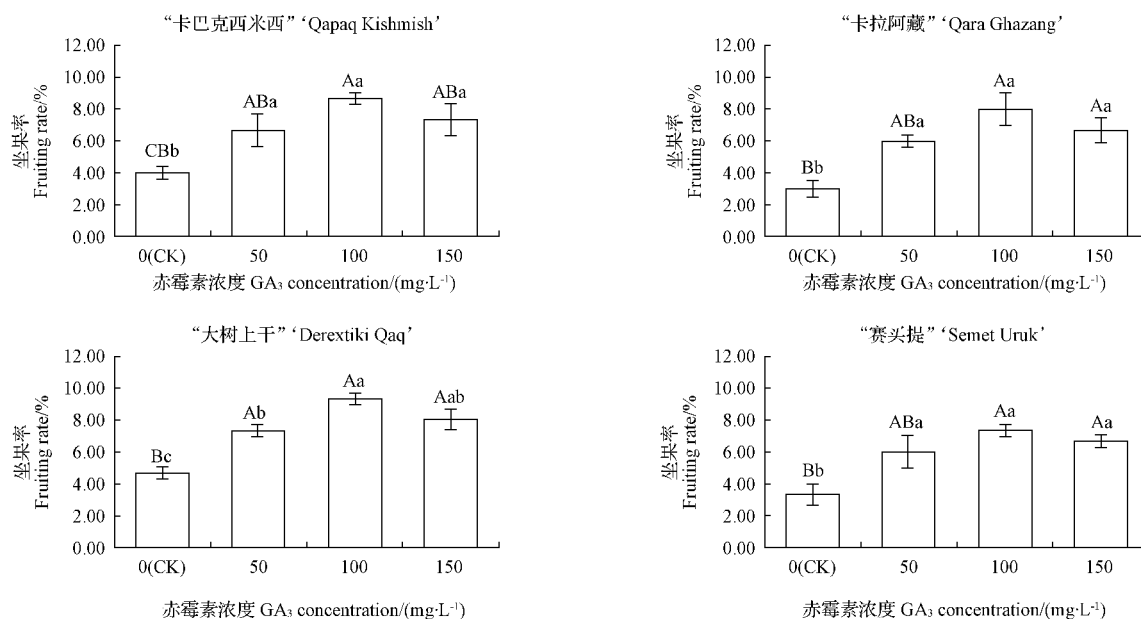 “卡巴克西米西” ‘Qapaq Kishmish’
12.00
10.00
8.00
6.00
4.00
2.00
0.00
坐果率
Fruiting rate/%
CBb
ABa
Aa
ABa
0(CK) 50 100 150
赤霉素浓度 GA₃ concentration/(mg·L⁻¹)
“卡拉阿藏” ‘Qara Ghazang’
12.00
10.00
8.00
6.00
4.00
2.00
0.00
坐果率
Fruiting rate/%
Bb
ABa
Aa
Aa
0(CK) 50 100 150
赤霉素浓度 GA₃ concentration/(mg·L⁻¹)
“大树上干” ‘Derextiki Qaq’
12.00
10.00
8.00
6.00
4.00
2.00
0.00
坐果率
Fruiting rate/%
Bc
Ab
Aa
Aab
0(CK) 50 100 150
赤霉素浓度 GA₃ concentration/(mg·L⁻¹)
“赛买提” ‘Semet Uruk’
12.00
10.00
8.00
6.00
4.00
2.00
0.00
坐果率
Fruiting rate/%
Bb
ABa
Aa
Aa
0(CK) 50 100 150
赤霉素浓度 GA₃ concentration/(mg·L⁻¹)